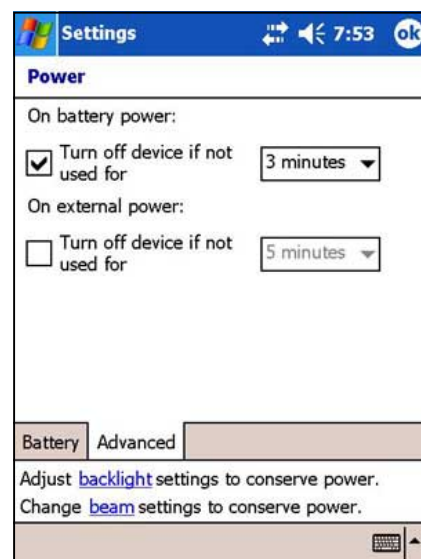 Settings 7:53 ok
Power
On battery power:
Turn off device if not
used for
3 minutes
On external power:
Turn off device if not
used for
5 minutes
Battery Advanced
Adjust backlight settings to conserve power.
Change beam settings to conserve power.